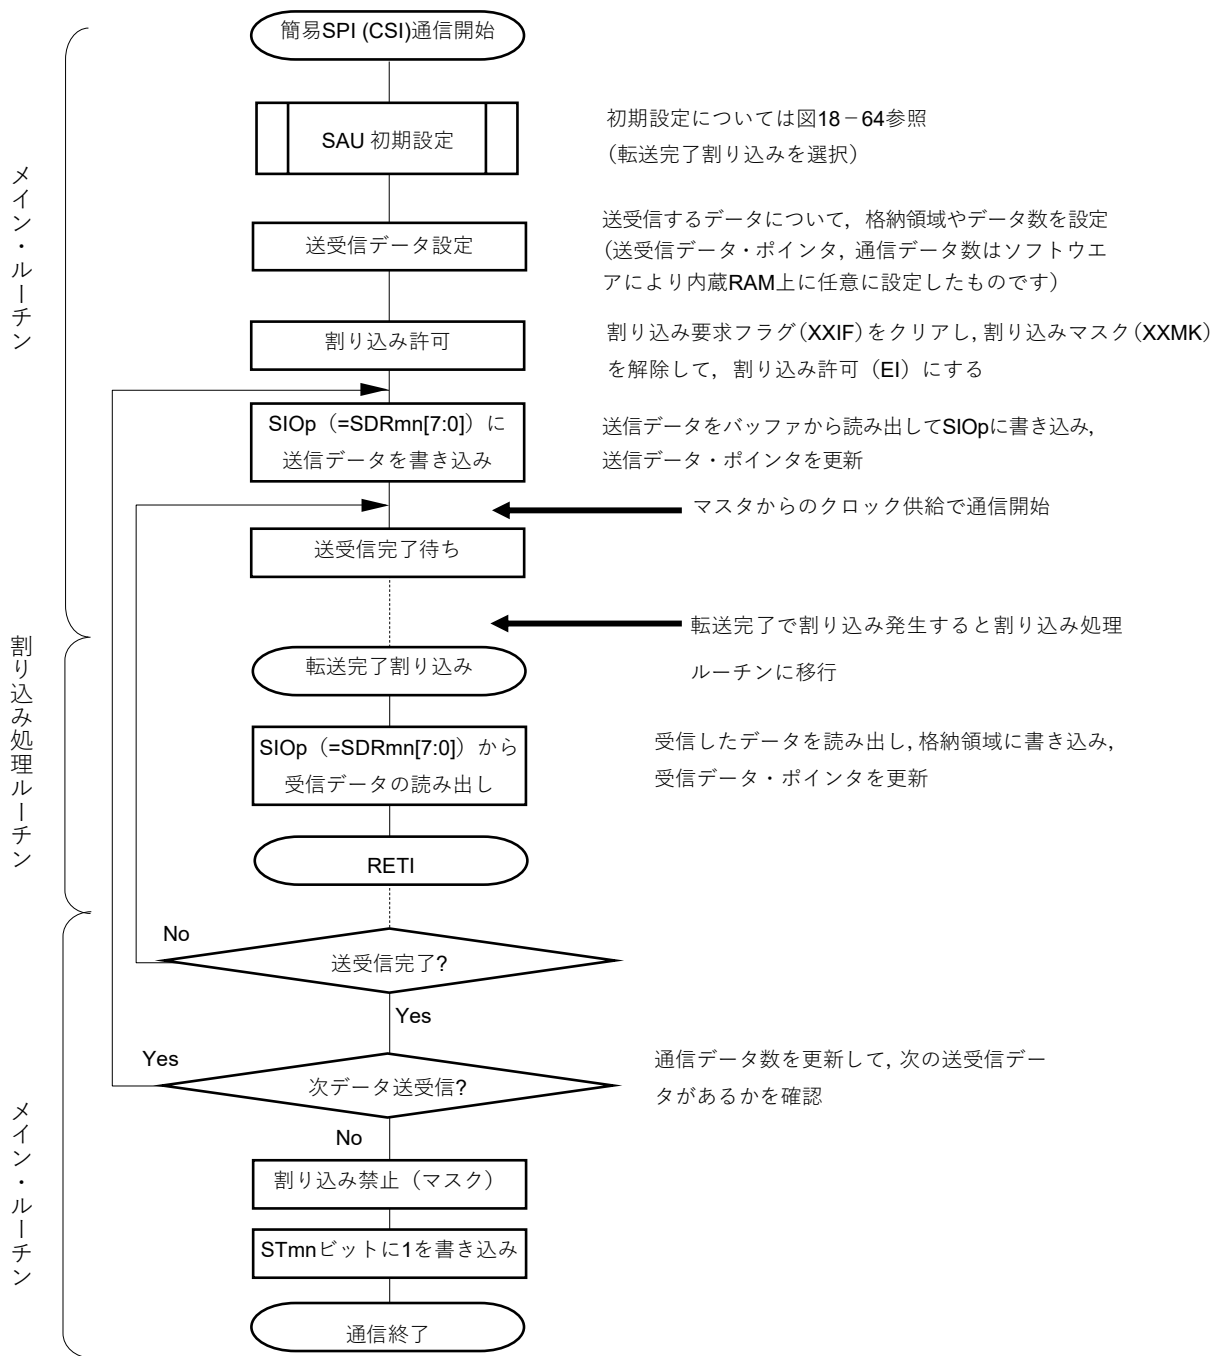 簡易SPI (CSI)通信開始
SAU 初期設定
初期設定については図18－64参照
（転送完了割り込みを選択）
送受信データ設定
送受信するデータについて，格納領域やデータ数を設定
（送受信データ・ポインタ，通信データ数はソフトウエ
アにより内蔵RAM上に任意に設定したものです）
割り込み許可
割り込み要求フラグ（XXIF）をクリアし，割り込みマスク（XXMK）
を解除して，割り込み許可（EI）にする
SIOp（=SDRmn[7:0]）に
送信データを書き込み
送信データをバッファから読み出してSIOpに書き込み，
送信データ・ポインタを更新
マスタからのクロック供給で通信開始
送受信完了待ち
メイン・ルーチン
転送完了で割り込み発生すると割り込み処理
ルーチンに移行
転送完了割り込み
SIOp（=SDRmn[7:0]）から
受信データの読み出し
受信したデータを読み出し，格納領域に書き込み，
受信データ・ポインタを更新
RETI
割り込み処理ルーチン
No
送受信完了?
Yes
Yes
次データ送受信?
通信データ数を更新して，次の送受信デー
タがあるかを確認
No
割り込み禁止（マスク）
STmnビットに1を書き込み
通信終了
メイン・ルーチン